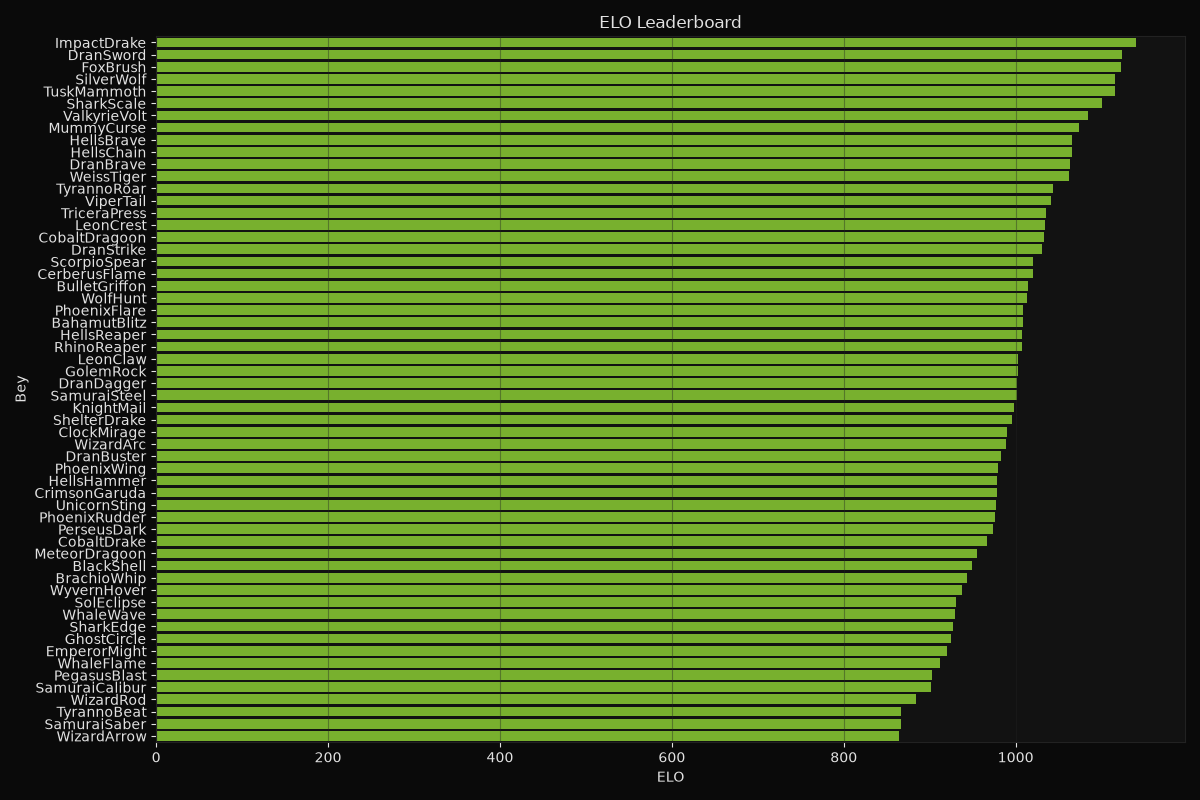 ELO Leaderboard
ImpactDrake
DranSword
FoxBrush
SilverWolf
TuskMammoth
SharkScale
ValkyrieVolt
MummyCurse
HellsBrave
HellsChain
DranBrave
WeissTiger
TyrannoRoar
ViperTail
TriceraPress
LeonCrest
CobaltDragoon
DranStrike
ScorpioSpear
CerberusFlame
BulletGriffon
WolfHunt
PhoenixFlare
BahamutBlitz
HellsReaper
RhinoReaper
LeonClaw
GolemRock
DranDagger
SamuraiSteel
KnightMail
ShelterDrake
ClockMirage
WizardArc
DranBuster
PhoenixWing
HellsHammer
CrimsonGaruda
UnicornSting
PhoenixRudder
PerseusDark
CobaltDrake
MeteorDragoon
BlackShell
BrachioWhip
WyvernHover
SolEclipse
WhaleWave
SharkEdge
GhostCircle
EmperorMight
WhaleFlame
PegasusBlast
SamuraiCalibur
WizardRod
TyrannoBeat
SamuraiSaber
WizardArrow
Bey
0 200 400 600 800 1000
ELO